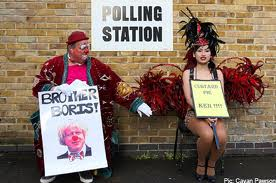 POLLING
STATION
BROTHER
BORIS!
CUSTARD
PIE
KEN !!!!
Pic: Cavan Pawson